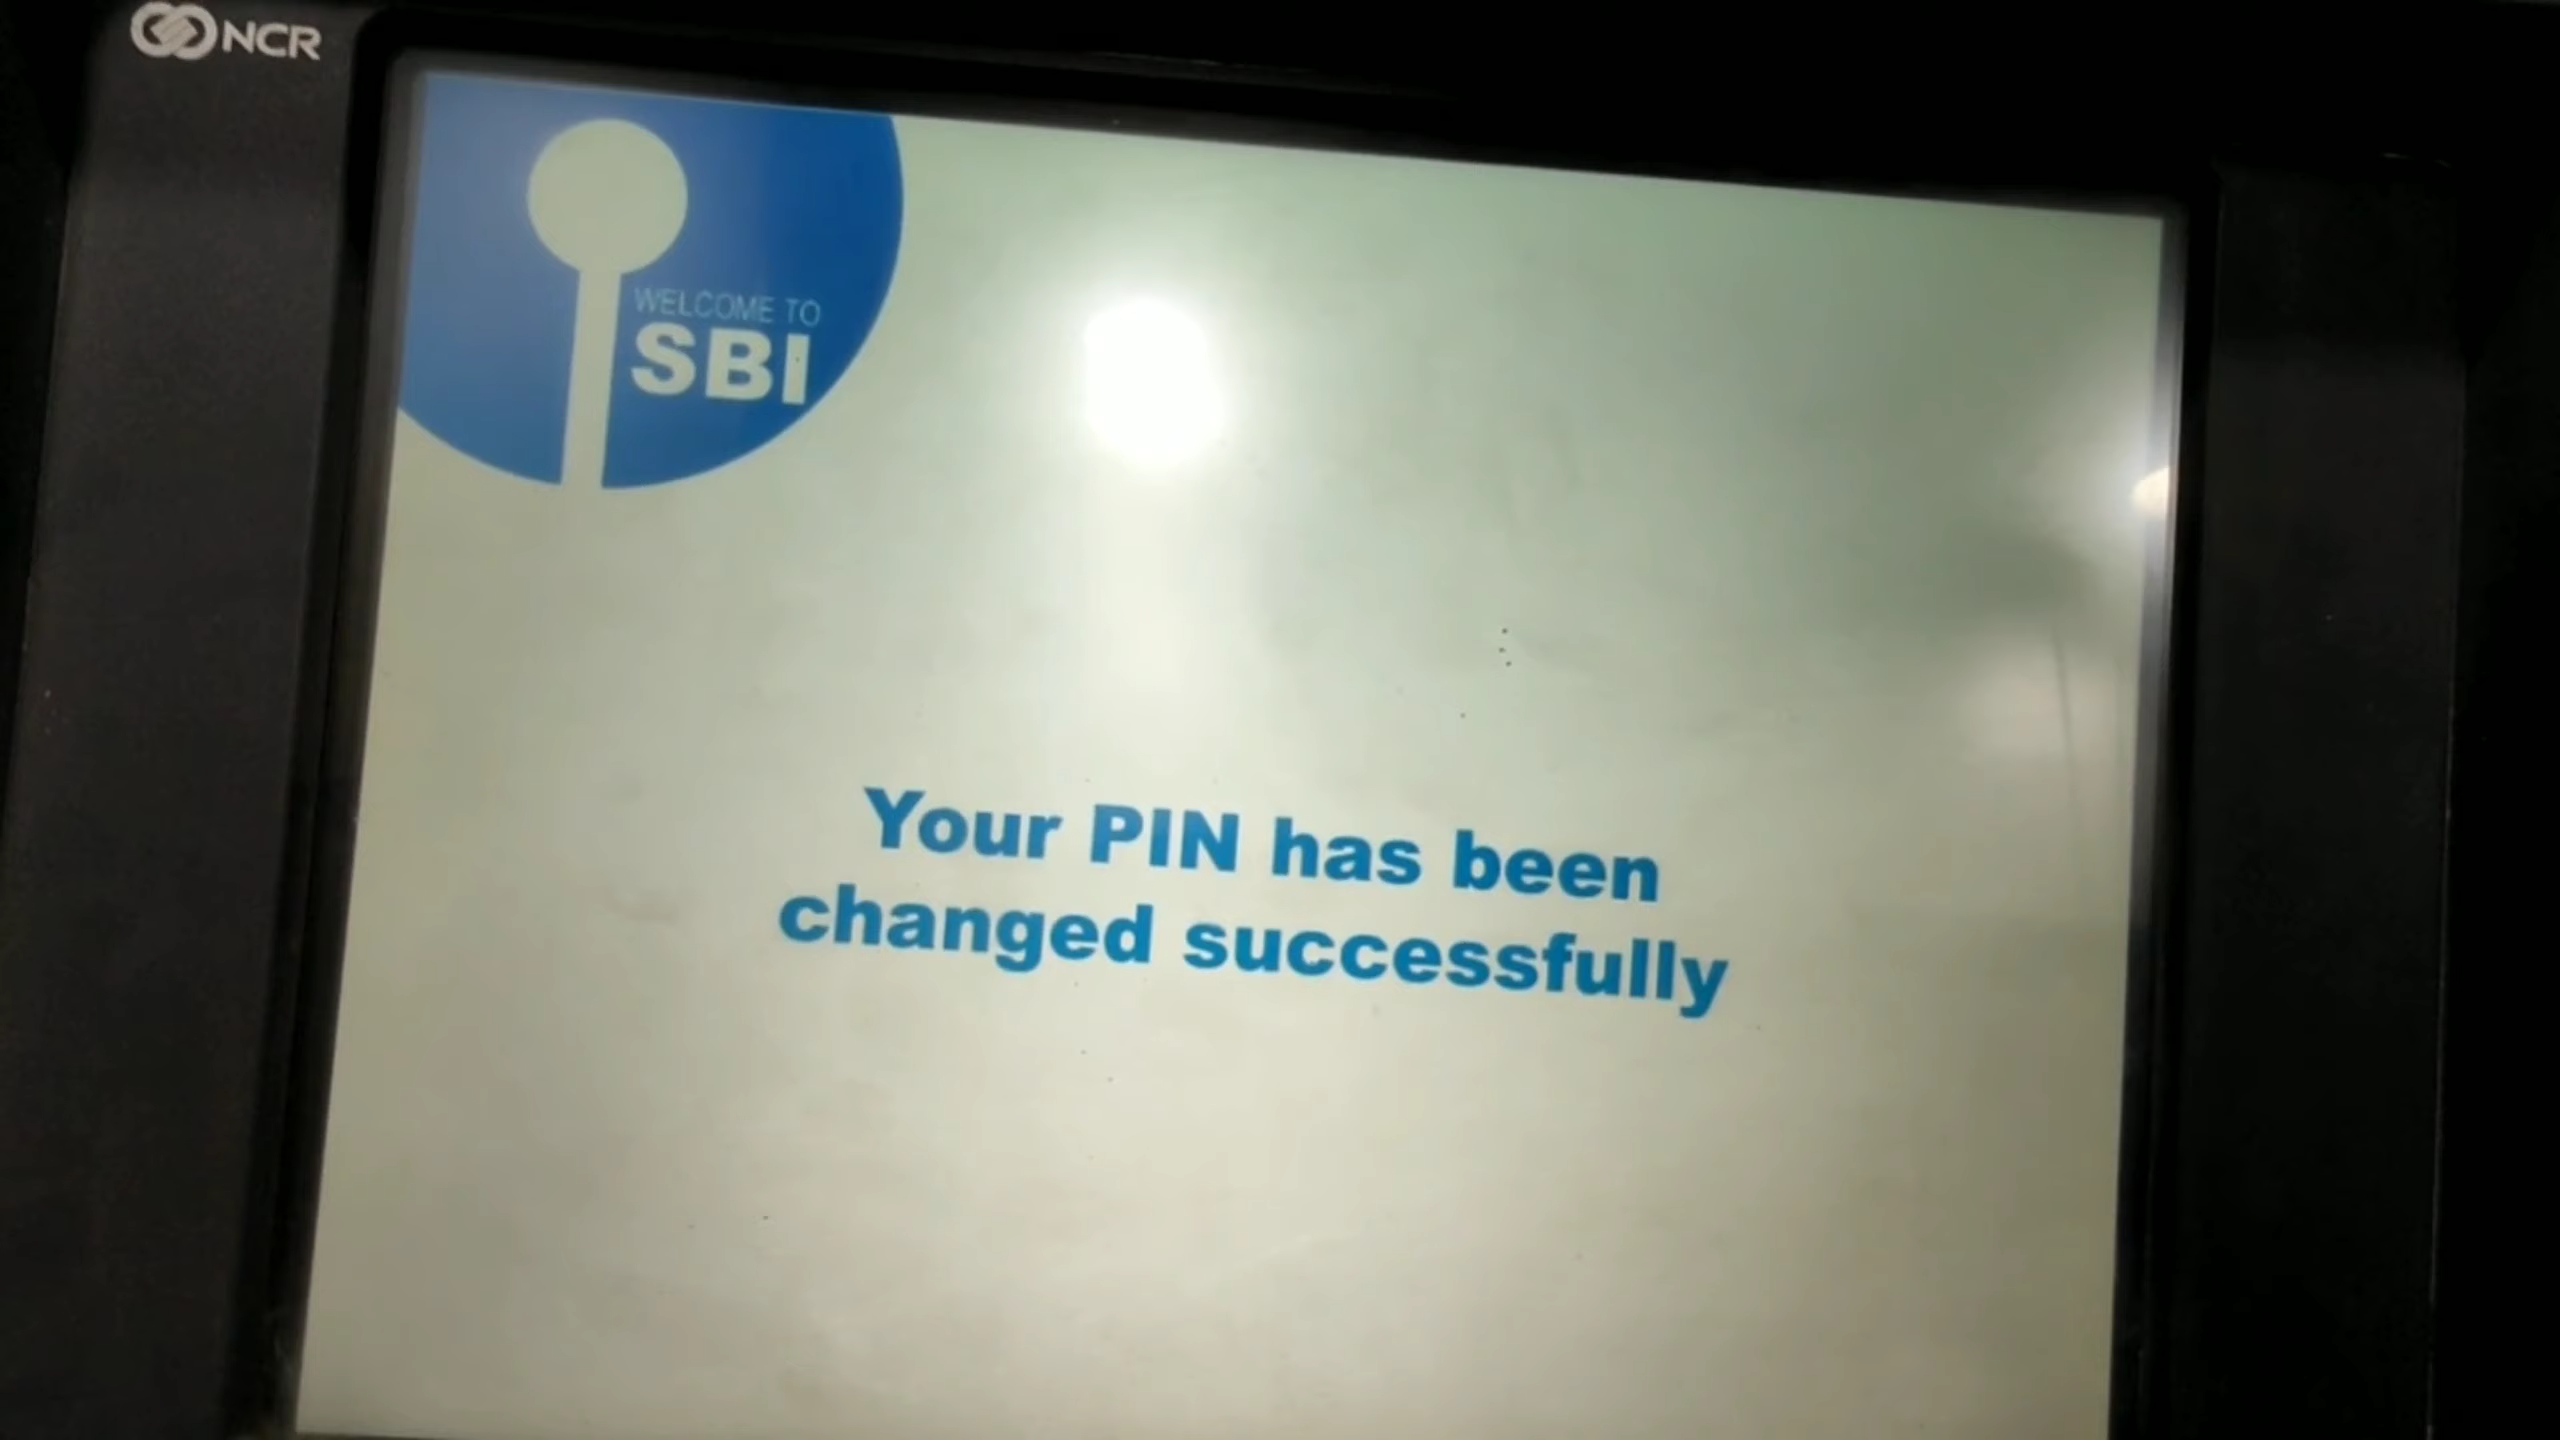 NCR
WELCOME TO
SBI
Your PIN has been
changed successfully